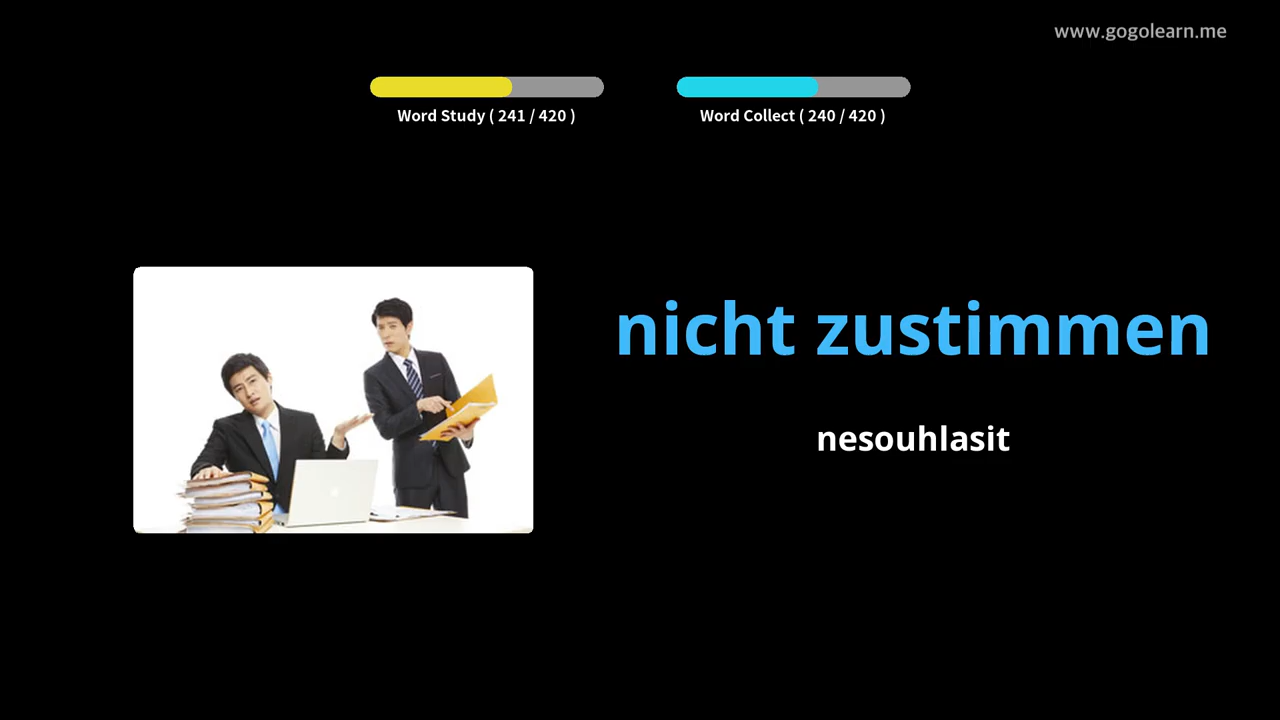 www.gogolearn.me
Word Study ( 241 / 420 )
Word Collect ( 240 / 420 )
nicht zustimmen
nesouhlasit